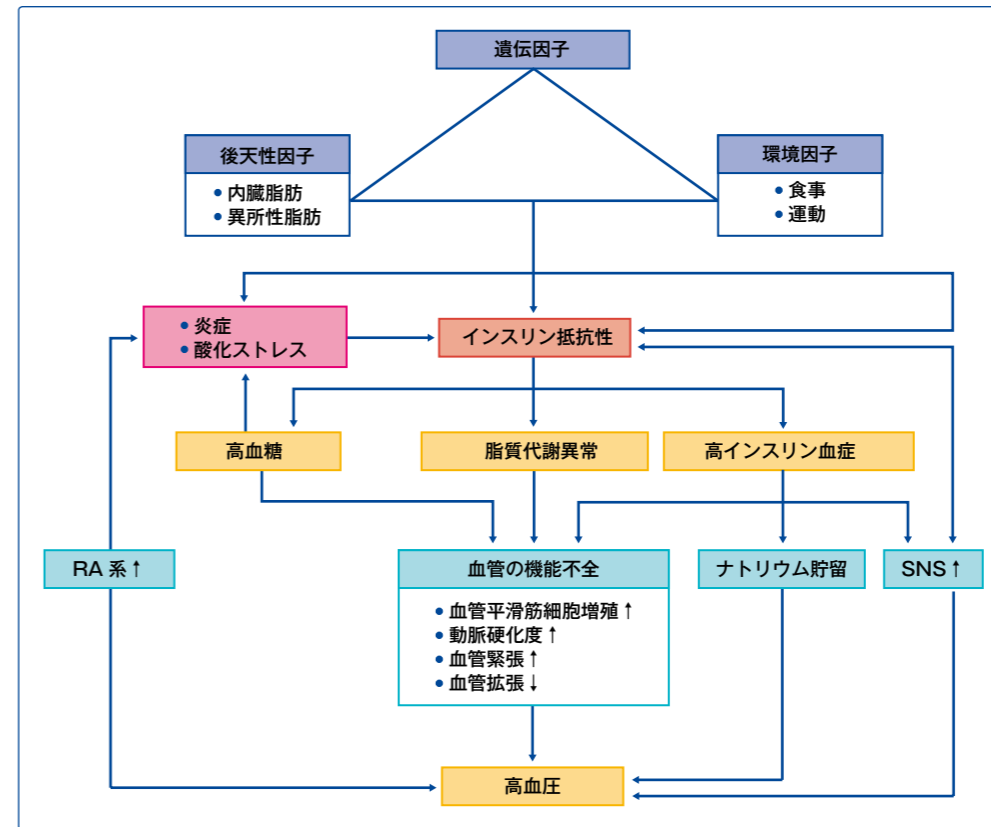 遺伝因子
後天性因子
• 内臓脂肪
• 異所性脂肪
環境因子
• 食事
• 運動
• 炎症
• 酸化ストレス
インスリン抵抗性
高血糖
脂質代謝異常
高インスリン血症
RA 系↑
血管の機能不全
• 血管平滑筋細胞増殖↑
• 動脈硬化度↑
• 血管緊張↑
• 血管拡張↓
ナトリウム貯留
SNS↑
高血圧